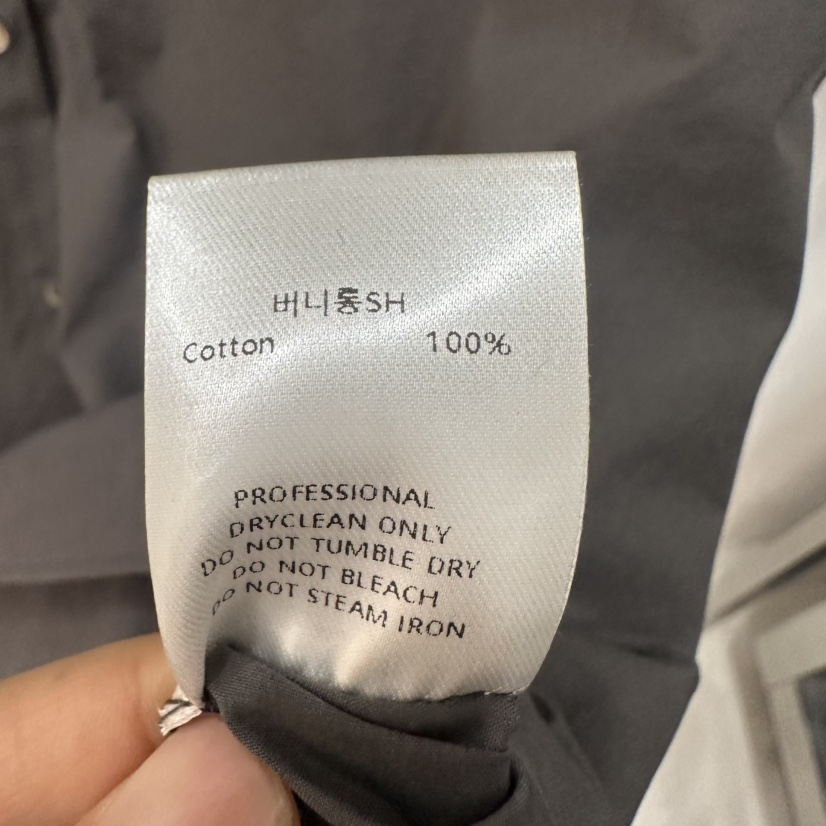 버니롱SH
Cotton 100%
PROFESSIONAL
DRYCLEAN ONLY
DO NOT TUMBLE DRY
DO NOT BLEACH
DO NOT STEAM IRON